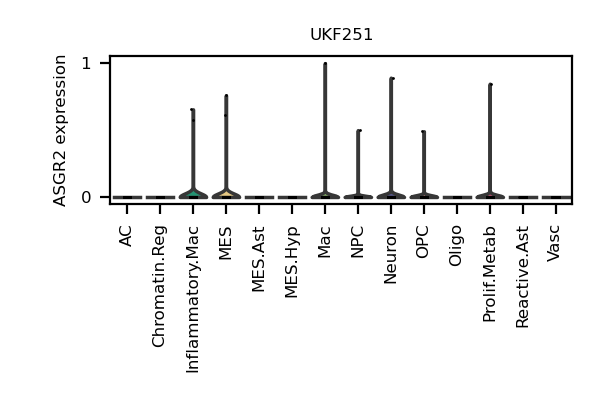 UKF251
ASGR2 expression
1
0
AC
Chromatin.Reg
Inflammatory.Mac
MES
MES.Ast
MES.Hyp
Mac
NPC
Neuron
OPC
Oligo
Prolif.Metab
Reactive.Ast
Vasc